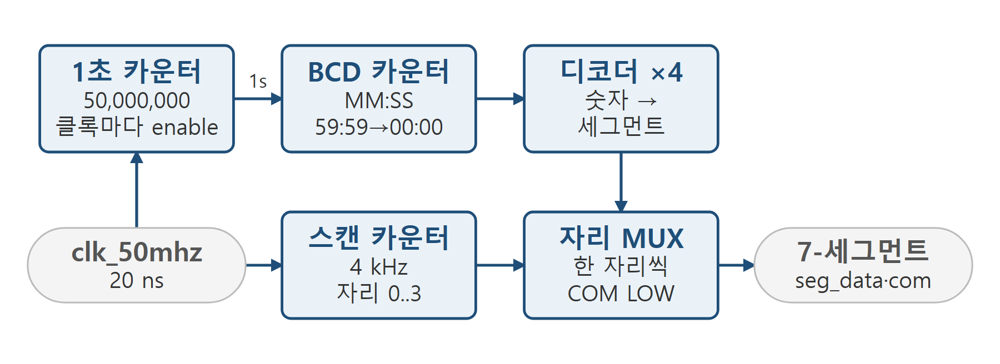 1초 카운터
50,000,000
클록마다 enable
1s
BCD 카운터
MM:SS
59:59→00:00
디코더 ×4
숫자 →
세그먼트
clk_50mhz
20 ns
스캔 카운터
4 kHz
자리 0..3
자리 MUX
한 자리씩
COM LOW
7-세그먼트
seg_data·com